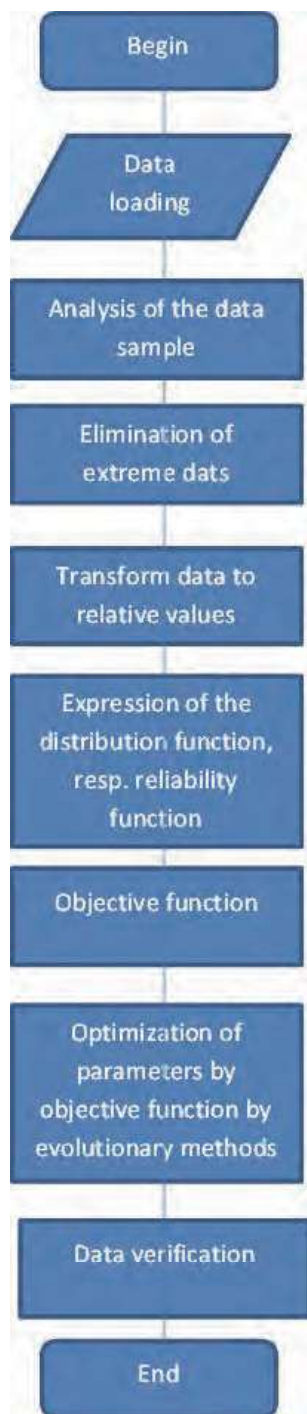 Begin
Data
loading
Analysis of the data
sample
Elimination of
extreme dats
Transform data to
relative values
Expression of the
distribution function,
resp. reliability
function
Objective function
Optimization of
parameters by
objective function by
evolutionary methods
Data verification
End